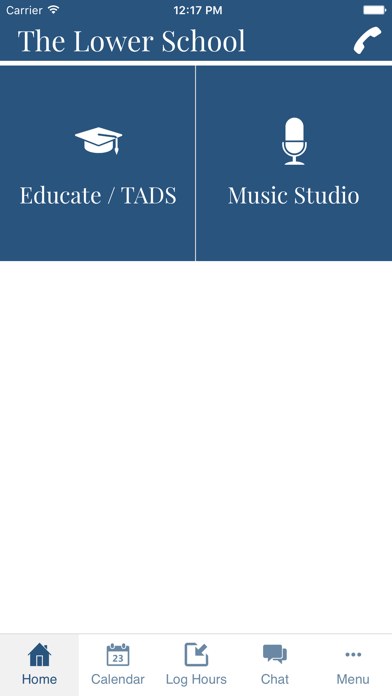 Carrier 12:17 PM
The Lower School
Educate / TADS
Music Studio
23
Home Calendar Log Hours Chat Menu